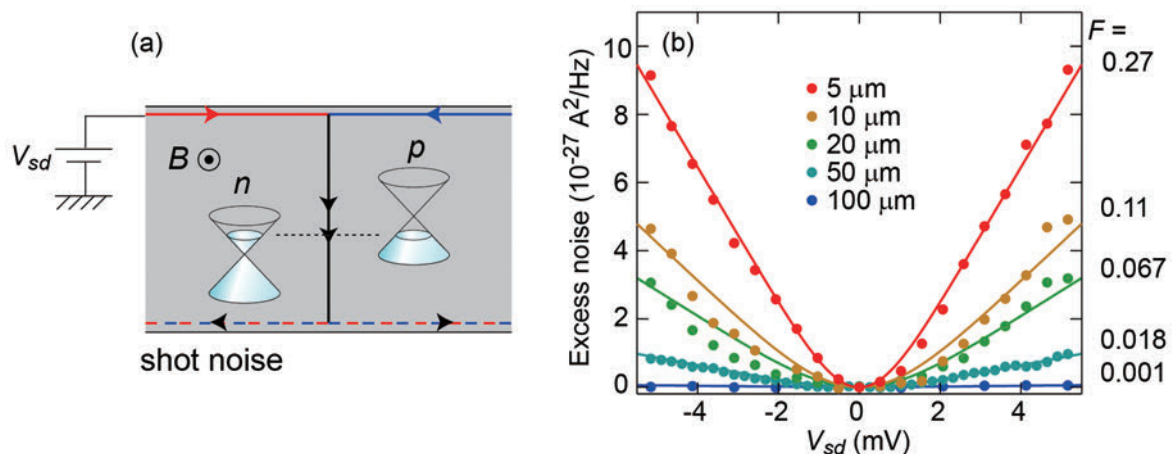 (a)
V_sd
B
n
p
shot noise
(b)
Excess noise (10⁻²⁷ A²/Hz)
10
8
6
4
2
0
-4
-2
0
2
4
V_sd (mV)
5 μm
10 μm
20 μm
50 μm
100 μm
F =
0.27
0.11
0.067
0.018
0.001